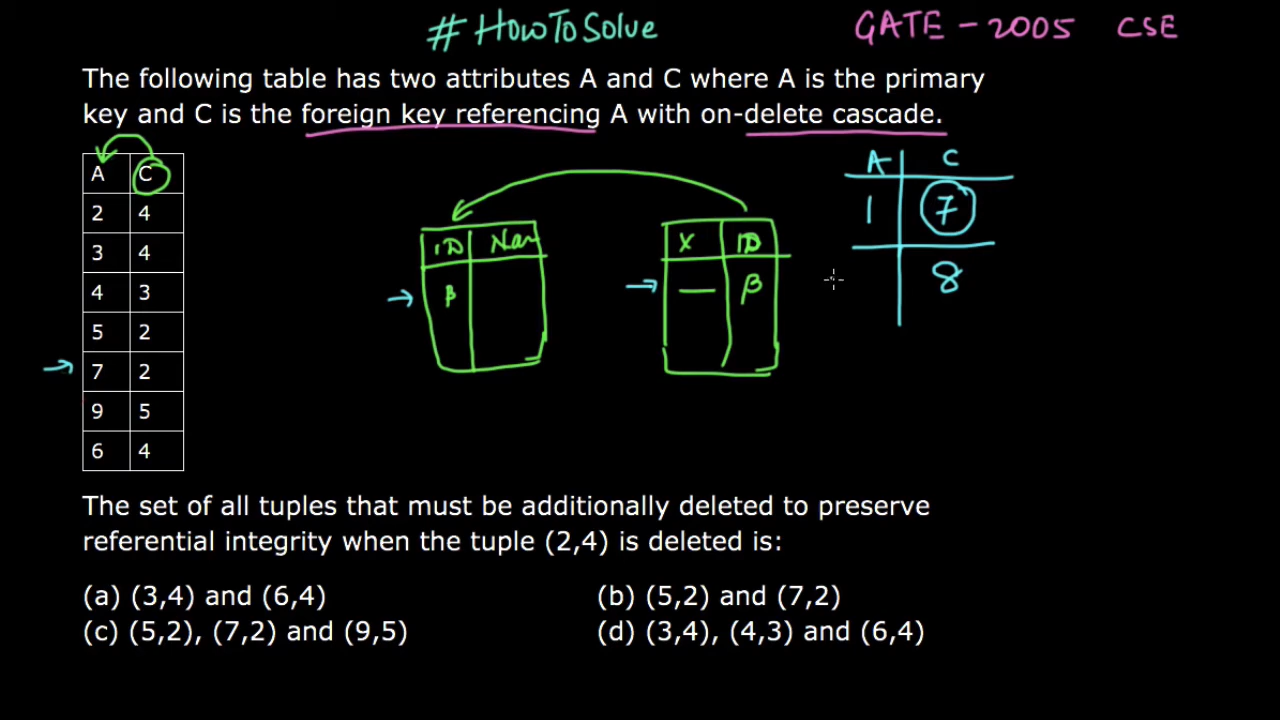 #HowToSolve GATE - 2005 CSE
The following table has two attributes A and C where A is the primary
key and C is the foreign key referencing A with on-delete cascade.
A C
2 4
3 4
4 3
5 2
7 2
9 5
6 4
ID Nam
β
X ID
— β
A C
1 7
8
The set of all tuples that must be additionally deleted to preserve
referential integrity when the tuple (2,4) is deleted is:
(a) (3,4) and (6,4) (b) (5,2) and (7,2)
(c) (5,2), (7,2) and (9,5) (d) (3,4), (4,3) and (6,4)